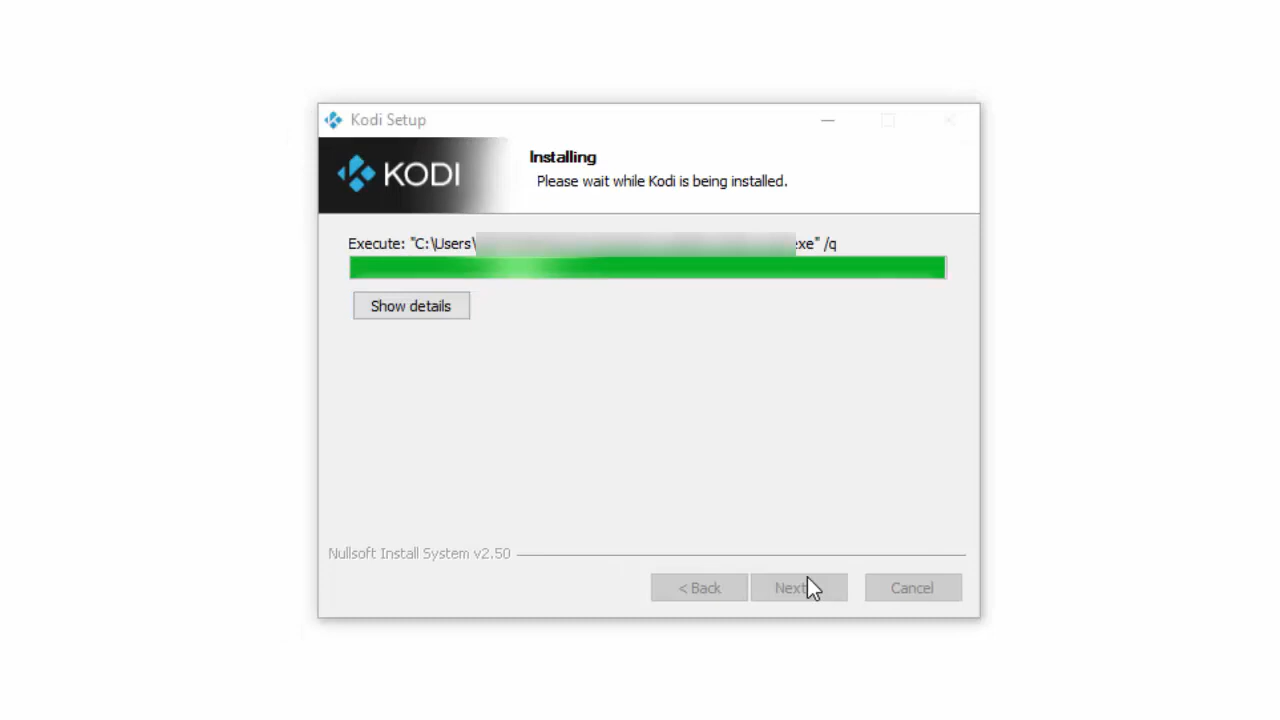 Kodi Setup
KODI
Installing
Please wait while Kodi is being installed.
Execute: "C:\Users\ xe" /q
Show details
Nullsoft Install System v2.50
< Back
Next
Cancel